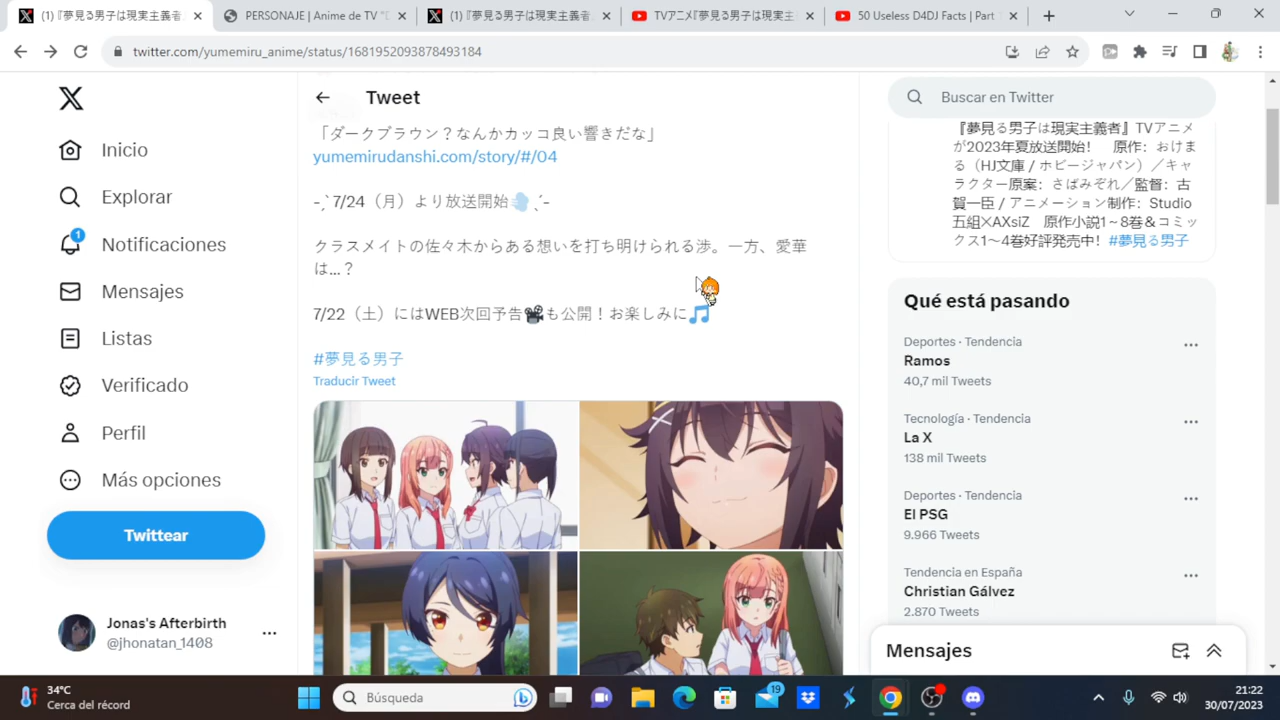 (1) 『夢見る男子は現実主義者
PERSONAJE | Anime de TV "D
(1) 『夢見る男子は現実主義者
TVアニメ『夢見る男子は現実主
50 Useless D4DJ Facts | Part
twitter.com/yumemiru_anime/status/1681952093878493184
Inicio
Explorar
1
Notificaciones
Mensajes
Listas
Verificado
Perfil
Más opciones
Twittear
Jonas's Afterbirth
@jhonatan_1408
Tweet
「ダークブラウン？なんかカッコ良い響きだな」
yumemirudanshi.com/story/#/04
-ˏˋ 7/24（月）より放送開始💨 ˎˊ-
クラスメイトの佐々木からある想いを打ち明けられる渉。一方、愛華
は...？
7/22（土）にはWEB次回予告📽も公開！お楽しみに🎵
#夢見る男子
Traducir Tweet
Buscar en Twitter
『夢見る男子は現実主義者』TVアニメ
が2023年夏放送開始！ 原作：おけま
る（HJ文庫 / ホビージャパン）／キャ
ラクター原案：さばみぞれ／監督：古
賀一臣 / アニメーション制作：Studio
五組×AXsiZ 原作小説1～8巻＆コミッ
クス1～4巻好評発売中！ #夢見る男子
Qué está pasando
Deportes · Tendencia
Ramos
40,7 mil Tweets
Tecnología · Tendencia
La X
138 mil Tweets
Deportes · Tendencia
El PSG
9.966 Tweets
Tendencia en España
Christian Gálvez
2.870 Tweets
Mensajes
34°C
Cerca del récord
Búsqueda
19
21:22
30/07/2023